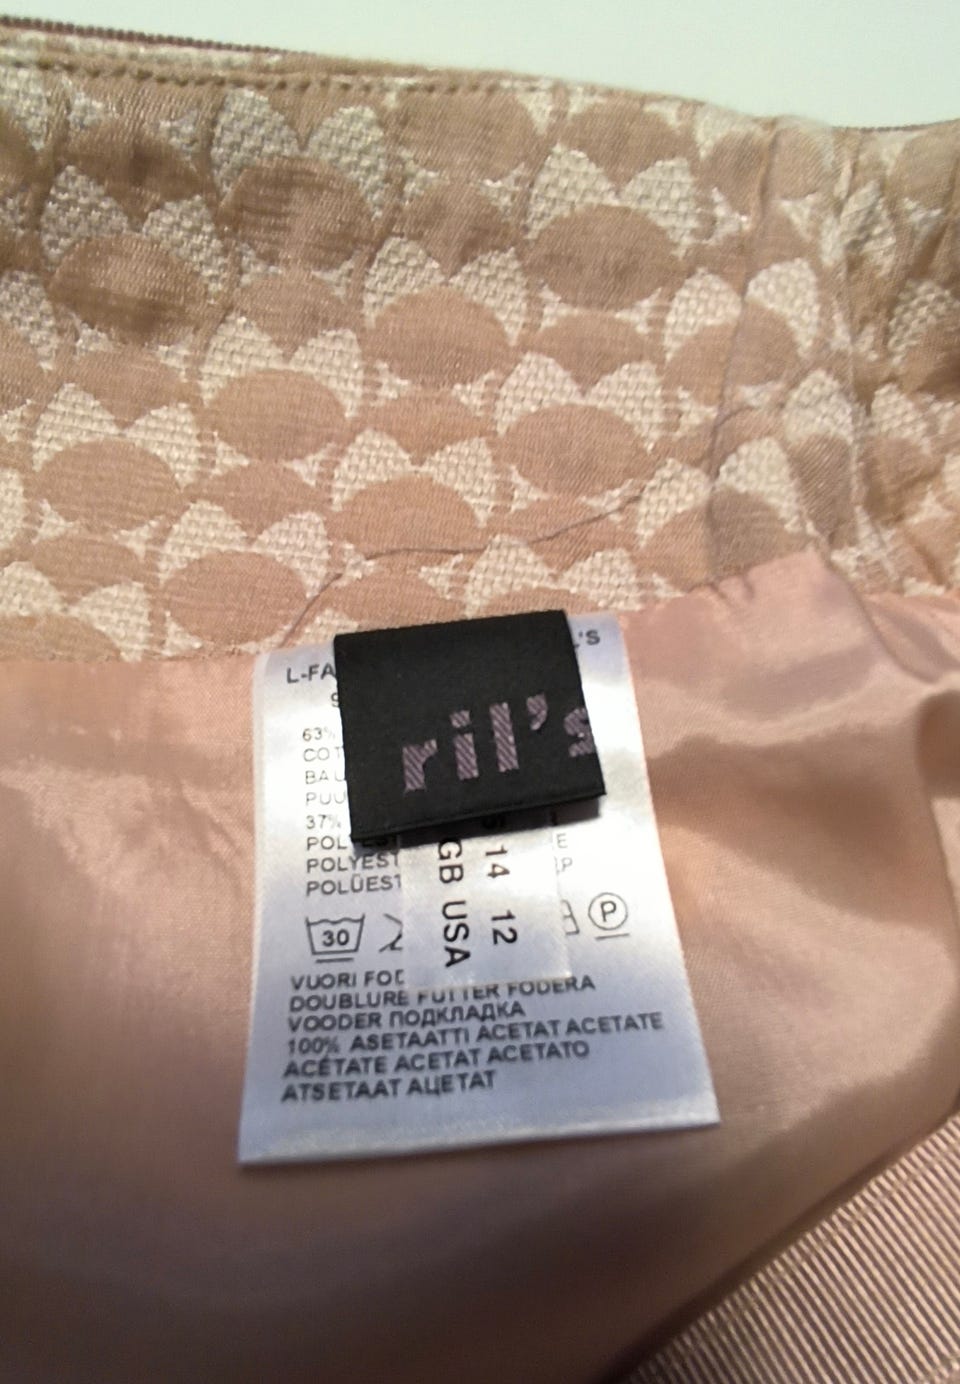 ril's
L-FA
'S
63%
COT
BAU
PUU
37%
POLYES
POLYEST
POLÜEST
GB USA
14 12
30
P
VUORI FOD
DOUBLURE FUTTER FODERA
VOODER ПОДКЛАДКА
100% ASETAATTI ACETAT ACETATE
ACÉTATE ACETAT ACETATO
ATSETAAT АЦЕТАТ